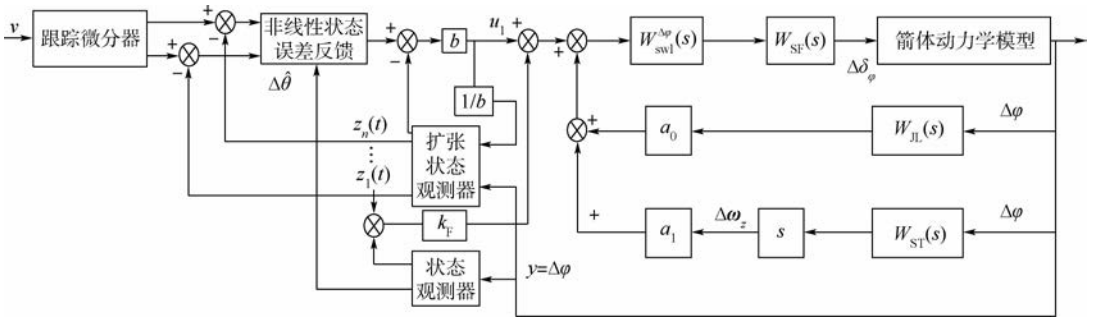 v
跟踪微分器
+
−
+
−
非线性状态
误差反馈
Δθ̂
+
−
b
1/b
u₁
+
+
W_swl^Δφ(s)
W_SF(s)
Δδ_φ
箭体动力学模型
z_n(t)
⋮
z_1(t)
扩张
状态
观测器
k_F
状态
观测器
y=Δφ
+
+
a₀
W_JL(s)
Δφ
+
a₁
Δω_z
s
W_ST(s)
Δφ